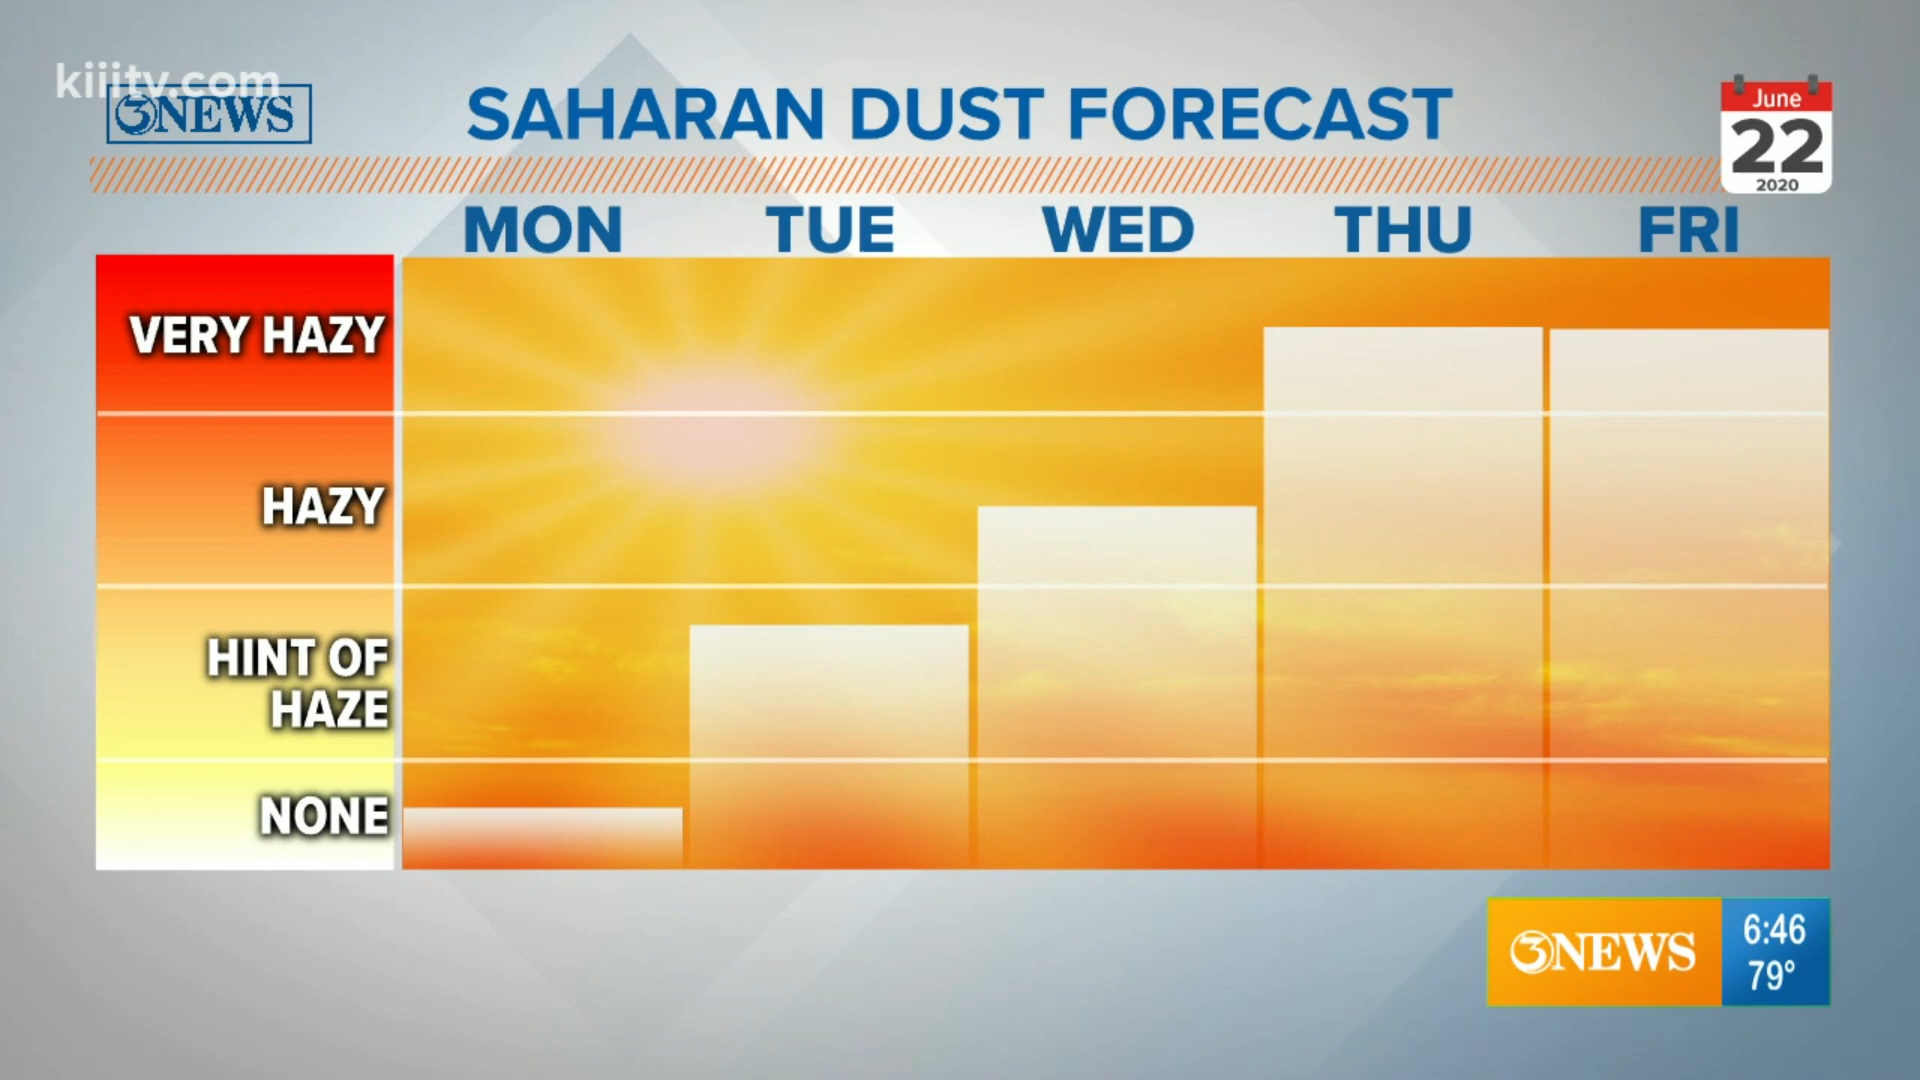 kiiitv.com
3NEWS
SAHARAN DUST FORECAST
June
22
2020
MON TUE WED THU FRI
VERY HAZY
HAZY
HINT OF
HAZE
NONE
3NEWS
6:46
79°